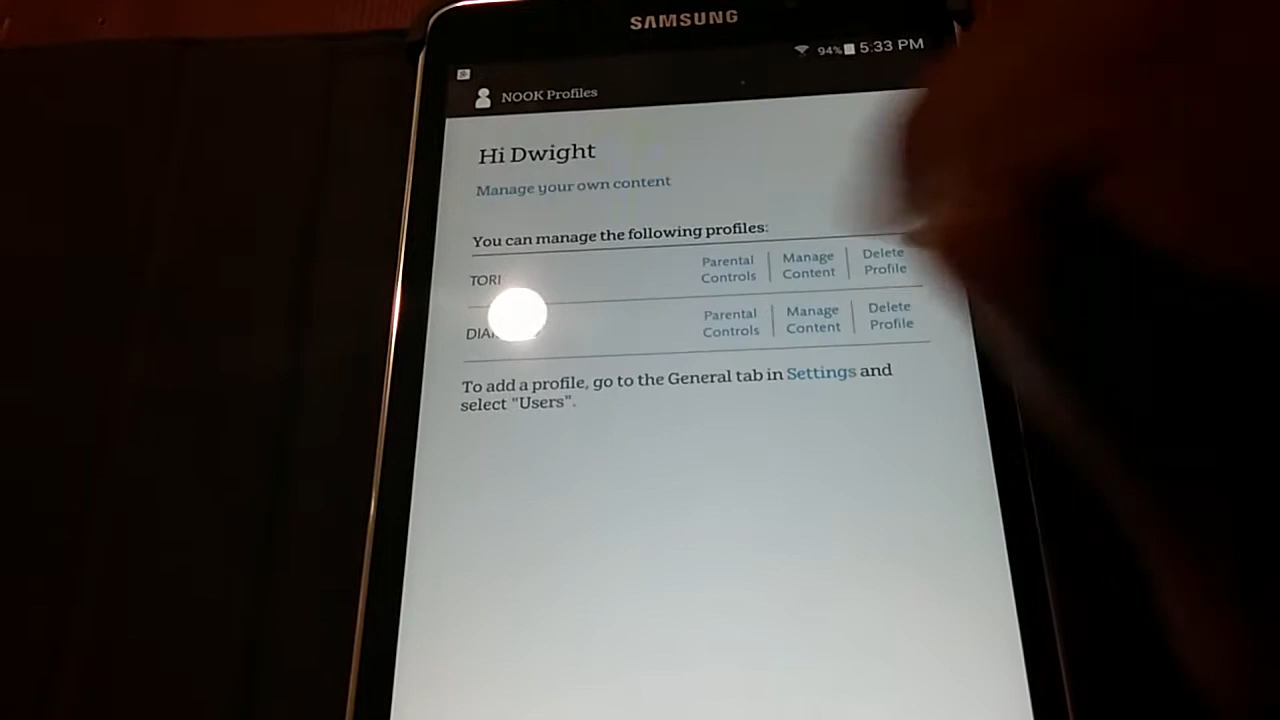 SAMSUNG
94% 5:33 PM
NOOK Profiles
Hi Dwight
Manage your own content
You can manage the following profiles:
TORI
Parental Controls
Manage Content
Delete Profile
Parental Controls
Manage Content
Delete Profile
To add a profile, go to the General tab in Settings and
select "Users".